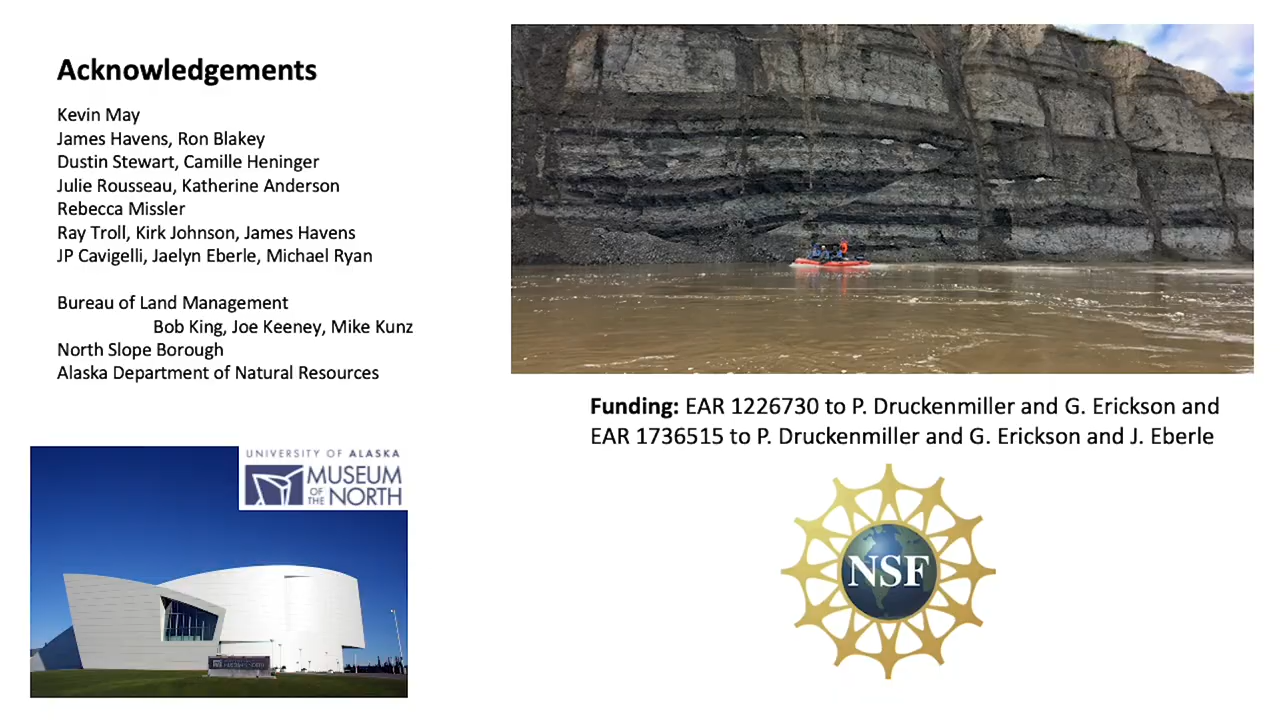 Acknowledgements
Kevin May
James Havens, Ron Blakey
Dustin Stewart, Camille Heninger
Julie Rousseau, Katherine Anderson
Rebecca Missler
Ray Troll, Kirk Johnson, James Havens
JP Cavigelli, Jaelyn Eberle, Michael Ryan
Bureau of Land Management
Bob King, Joe Keeney, Mike Kunz
North Slope Borough
Alaska Department of Natural Resources
Funding: EAR 1226730 to P. Druckenmiller and G. Erickson and
EAR 1736515 to P. Druckenmiller and G. Erickson and J. Eberle
UNIVERSITY OF ALASKA
MUSEUM
OF THE NORTH
NSF